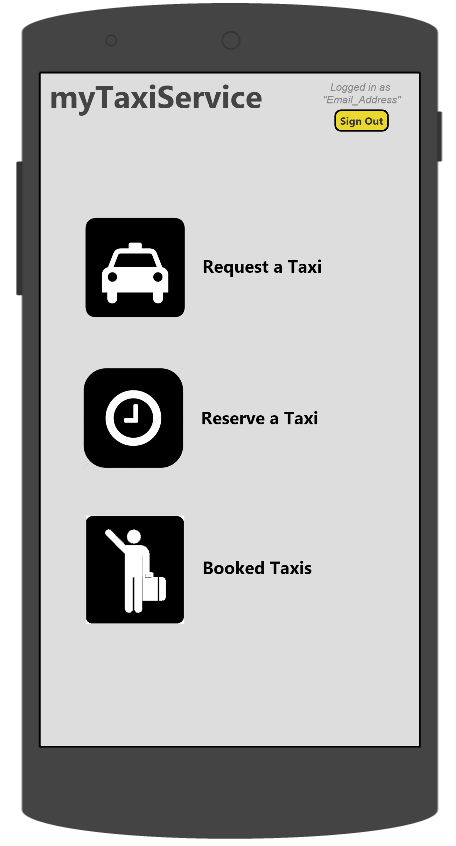 myTaxiService
Logged in as
"Email_Address"
Sign Out
Request a Taxi
Reserve a Taxi
Booked Taxis